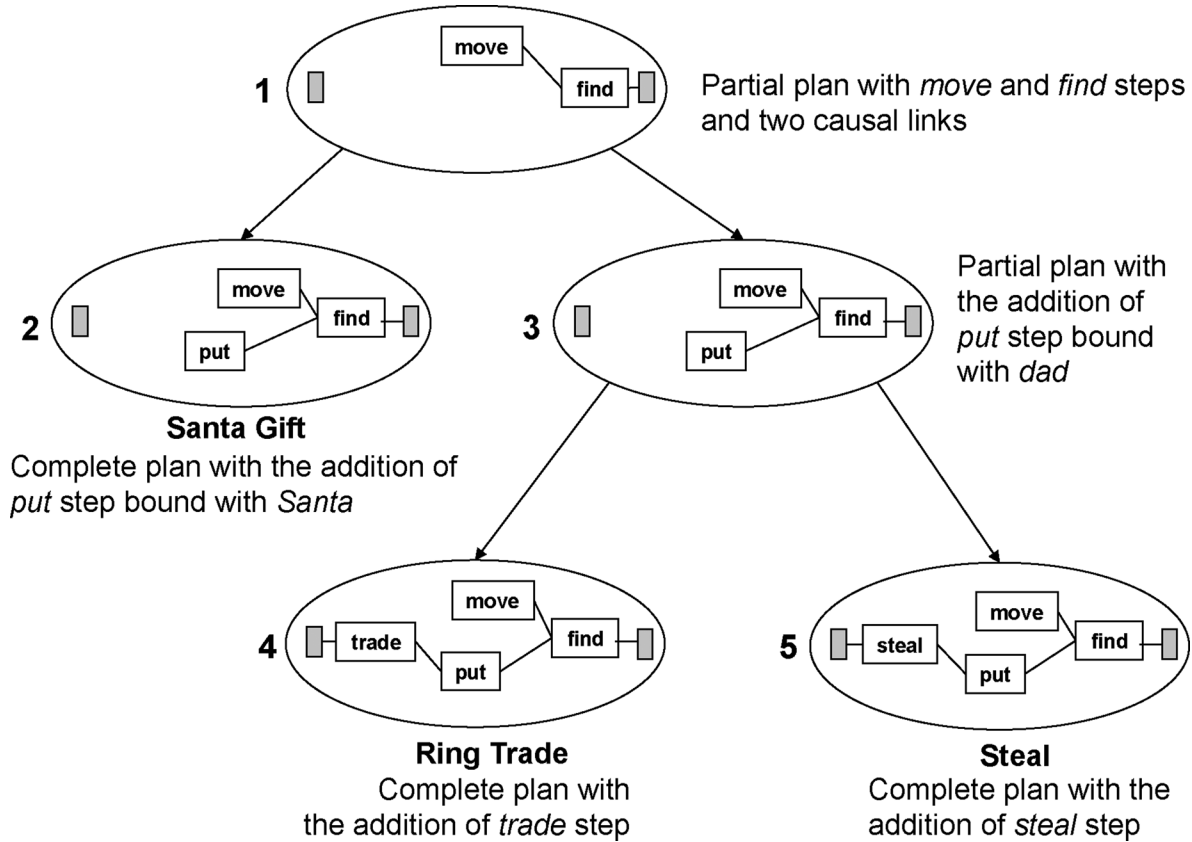 1
move
find
Partial plan with move and find steps
and two causal links
2
move
find
put
Santa Gift
Complete plan with the addition of
put step bound with Santa
3
move
find
put
Partial plan with
the addition of
put step bound
with dad
4
move
trade
find
put
Ring Trade
Complete plan with
the addition of trade step
5
move
steal
find
put
Steal
Complete plan with the
addition of steal step